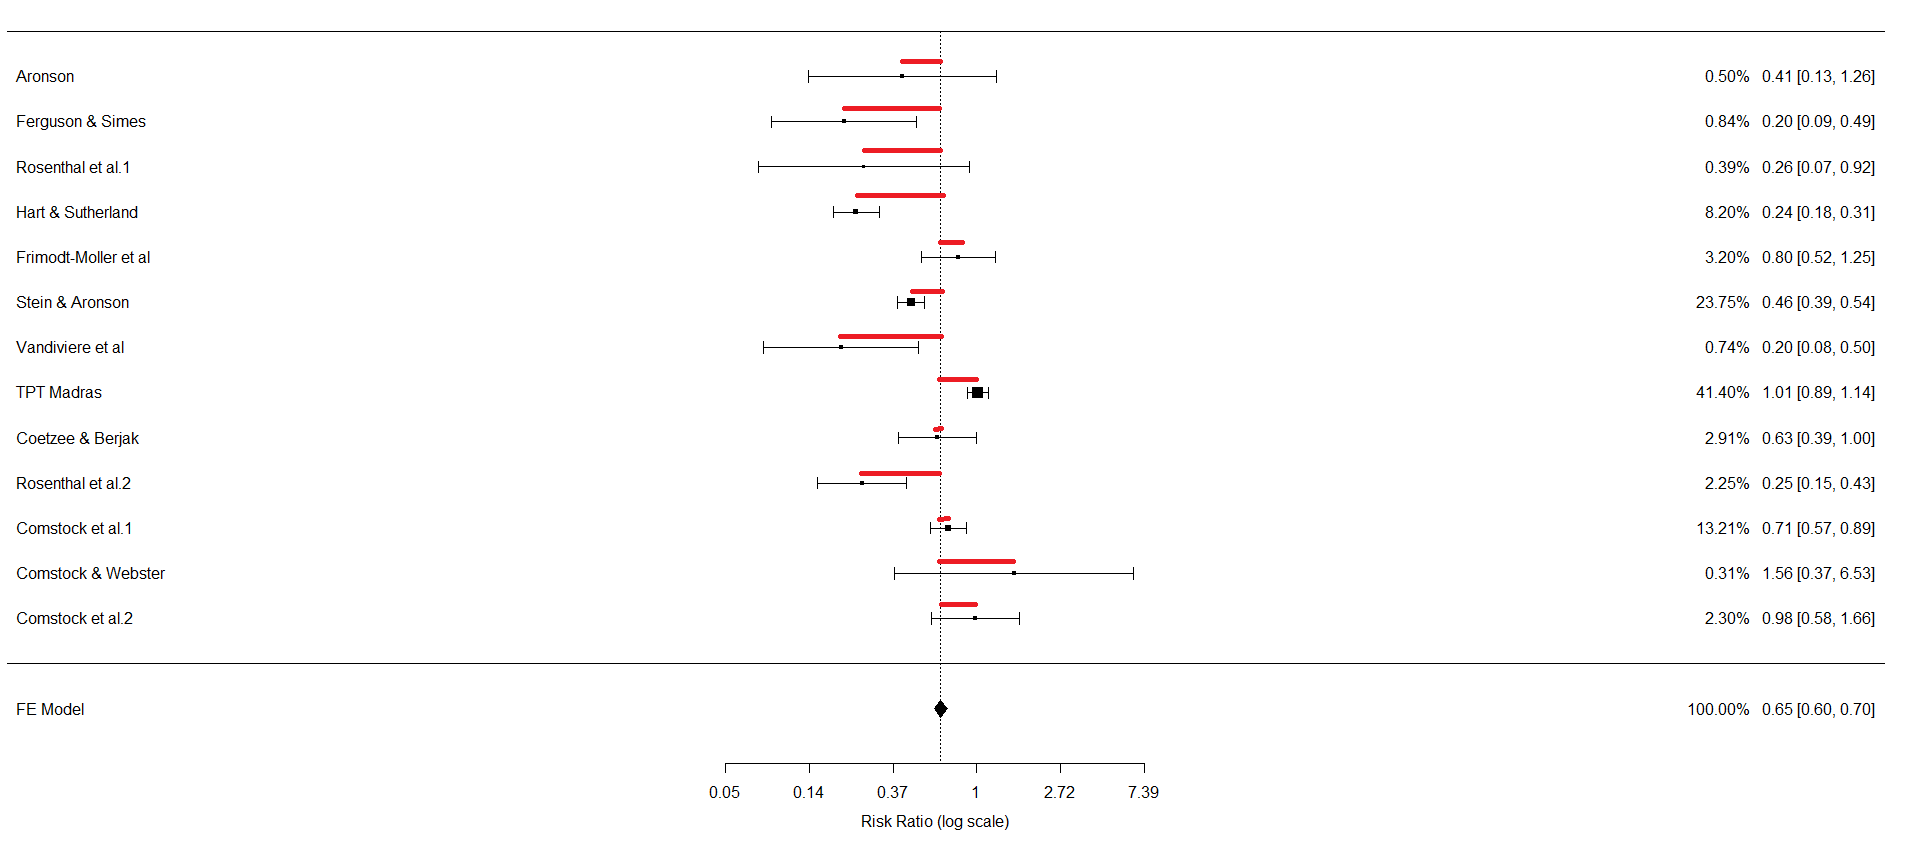 Aronson 0.50% 0.41 [0.13, 1.26]
Ferguson & Simes 0.84% 0.20 [0.09, 0.49]
Rosenthal et al.1 0.39% 0.26 [0.07, 0.92]
Hart & Sutherland 8.20% 0.24 [0.18, 0.31]
Frimodt-Moller et al 3.20% 0.80 [0.52, 1.25]
Stein & Aronson 23.75% 0.46 [0.39, 0.54]
Vandiviere et al 0.74% 0.20 [0.08, 0.50]
TPT Madras 41.40% 1.01 [0.89, 1.14]
Coetzee & Berjak 2.91% 0.63 [0.39, 1.00]
Rosenthal et al.2 2.25% 0.25 [0.15, 0.43]
Comstock et al.1 13.21% 0.71 [0.57, 0.89]
Comstock & Webster 0.31% 1.56 [0.37, 6.53]
Comstock et al.2 2.30% 0.98 [0.58, 1.66]
FE Model 100.00% 0.65 [0.60, 0.70]
0.05 0.14 0.37 1 2.72 7.39
Risk Ratio (log scale)